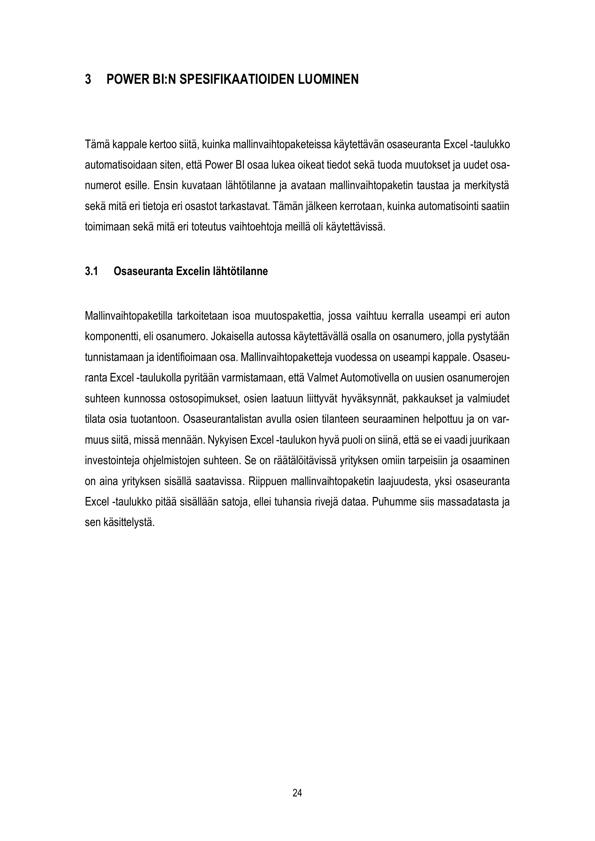 3 POWER BI:N SPESIFIKAATIOIDEN LUOMINEN
Tämä kappale kertoo siitä, kuinka mallinvaihtopaketeissa käytettävän osaseuranta Excel -taulukko
automatisoidaan siten, että Power BI osaa lukea oikeat tiedot sekä tuoda muutokset ja uudet osa-
numerot esille. Ensin kuvataan lähtötilanne ja avataan mallinvaihtopaketin taustaa ja merkitystä
sekä mitä eri tietoja eri osastot tarkastavat. Tämän jälkeen kerrotaan, kuinka automatisointi saatiin
toimimaan sekä mitä eri toteutus vaihtoehtoja meillä oli käytettävissä.
3.1 Osaseuranta Excelin lähtötilanne
Mallinvaihtopaketilla tarkoitetaan isoa muutospakettia, jossa vaihtuu kerralla useampi eri auton
komponentti, eli osanumero. Jokaisella autossa käytettävällä osalla on osanumero, jolla pystytään
tunnistamaan ja identifioimaan osa. Mallinvaihtopaketteja vuodessa on useampi kappale. Osaseu-
ranta Excel -taulukolla pyritään varmistamaan, että Valmet Automotivella on uusien osanumerojen
suhteen kunnossa ostosopimukset, osien laatuun liittyvät hyväksynnät, pakkaukset ja valmiudet
tilata osia tuotantoon. Osaseurantalistan avulla osien tilanteen seuraaminen helpottuu ja on var-
muus siitä, missä mennään. Nykyisen Excel -taulukon hyvä puoli on siinä, että se ei vaadi juurikaan
investointeja ohjelmistojen suhteen. Se on räätälöitävissä yrityksen omiin tarpeisiin ja osaaminen
on aina yrityksen sisällä saatavissa. Riippuen mallinvaihtopaketin laajuudesta, yksi osaseuranta
Excel -taulukko pitää sisällään satoja, ellei tuhansia rivejä dataa. Puhumme siis massadatasta ja
sen käsittelystä.
24